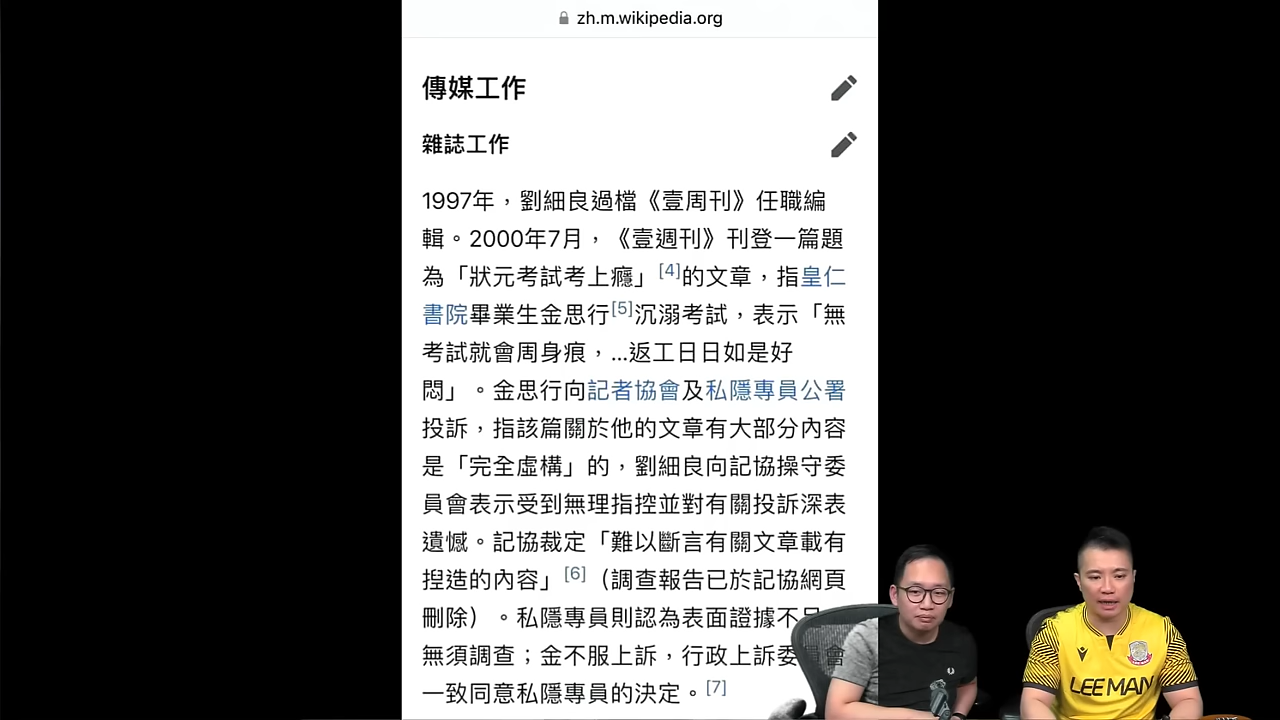 zh.m.wikipedia.org
傳媒工作
雜誌工作
1997年，劉細良過檔《壹周刊》任職編
輯。2000年7月，《壹週刊》刊登一篇題
為「狀元考試考上癮」[4]的文章，指皇仁
書院畢業生金思行[5]沉溺考試，表示「無
考試就會周身痕，...返工日日如是好
悶」。金思行向記者協會及私隱專員公署
投訴，指該篇關於他的文章有大部分內容
是「完全虛構」的，劉細良向記協操守委
員會表示受到無理指控並對有關投訴深表
遺憾。記協裁定「難以斷言有關文章載有
揑造的內容」[6]（調查報告已於記協網頁
刪除）。私隱專員則認為表面證據不
無須調查；金不服上訴，行政上訴委員會
一致同意私隱專員的決定。[7]
LEE MAN